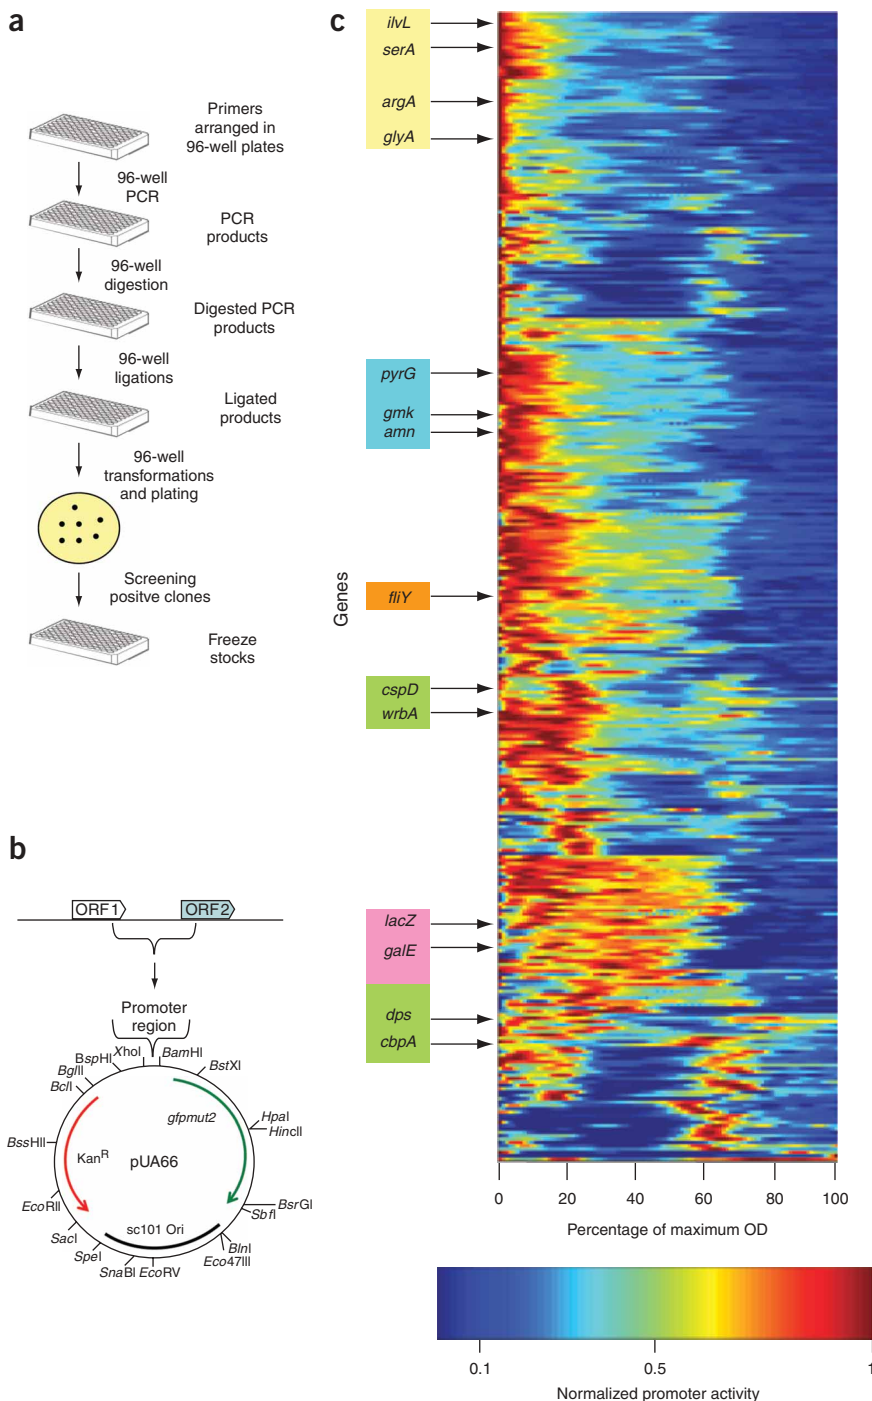 a
Primers
arranged in
96-well plates
96-well
PCR
PCR
products
96-well
digestion
Digested PCR
products
96-well
ligations
Ligated
products
96-well
transformations
and plating
Screening
positve clones
Freeze
stocks
b
ORF1
ORF2
Promoter
region
XhoI
BamHI
BspHI
BstXI
BglII
BclI
gfpmut2
HpaI
HincII
BssHII
KanR
pUA66
EcoRII
BsrGI
SbfI
SacI
sc101 Ori
SpeI
BlnI
Eco47III
SnaBI
EcoRV
c
ilvL
serA
argA
glyA
pyrG
gmk
amn
Genes
fliY
cspD
wrbA
lacZ
galE
dps
cbpA
0 20 40 60 80 100
Percentage of maximum OD
0.1 0.5 1
Normalized promoter activity